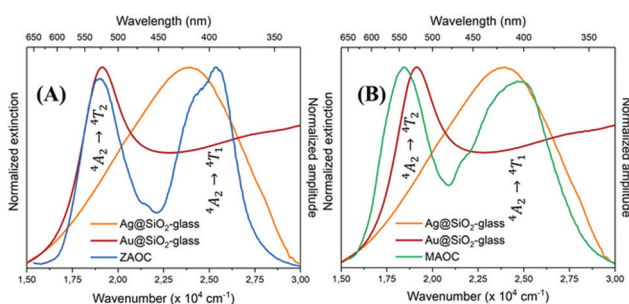 Wavelength (nm)
650 600 550 500 450 400 350
(A)
⁴A₂ → ⁴T₂
⁴A₂ → ⁴T₁
Normalized extinction
Normalized amplitude
Ag@SiO₂-glass
Au@SiO₂-glass
ZAOC
1,50 1,75 2,00 2,25 2,50 2,75 3,00
Wavenumber (x 10⁴ cm⁻¹)
Wavelength (nm)
650 600 550 500 450 400 350
(B)
⁴A₂ → ⁴T₂
⁴A₂ → ⁴T₁
Normalized extinction
Normalized amplitude
Ag@SiO₂-glass
Au@SiO₂-glass
MAOC
1,50 1,75 2,00 2,25 2,50 2,75 3,00
Wavenumber (x 10⁴ cm⁻¹)